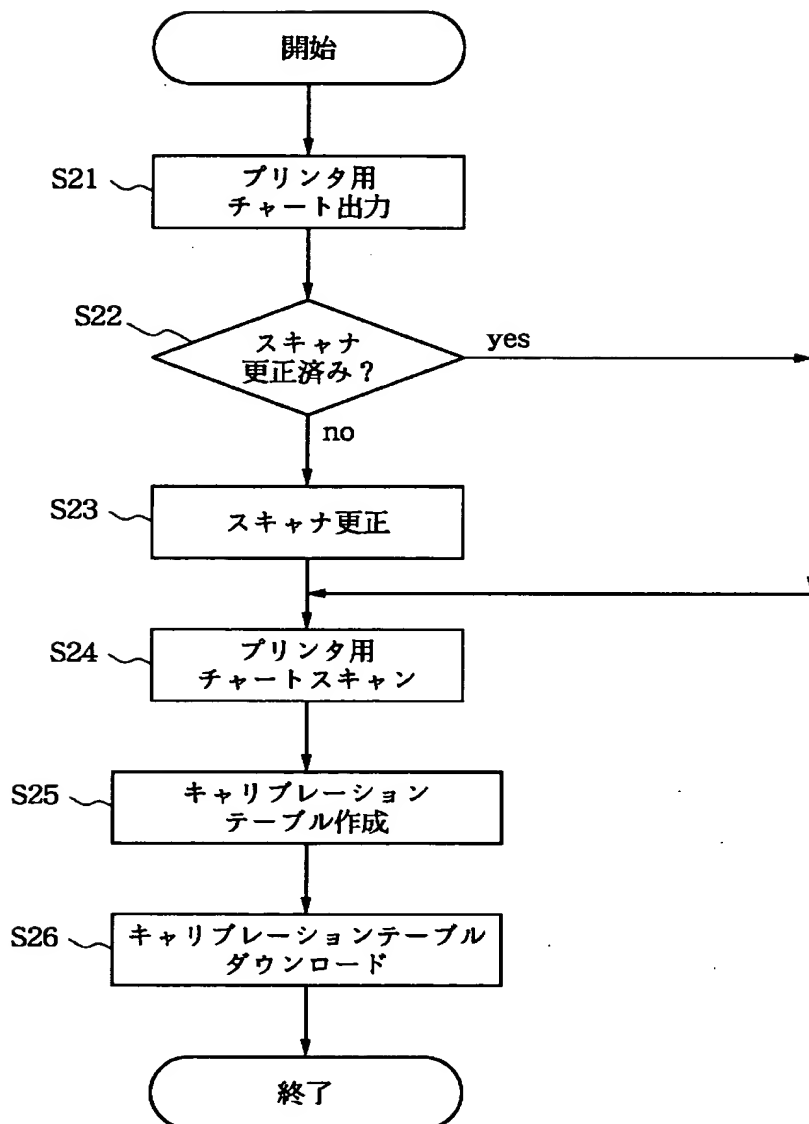 開始
S21
プリンタ用
チャート出力
S22
スキャナ
更正済み?
yes
no
S23
スキャナ更正
S24
プリンタ用
チャートスキャン
S25
キャリブレーション
テーブル作成
S26
キャリブレーションテーブル
ダウンロード
終了